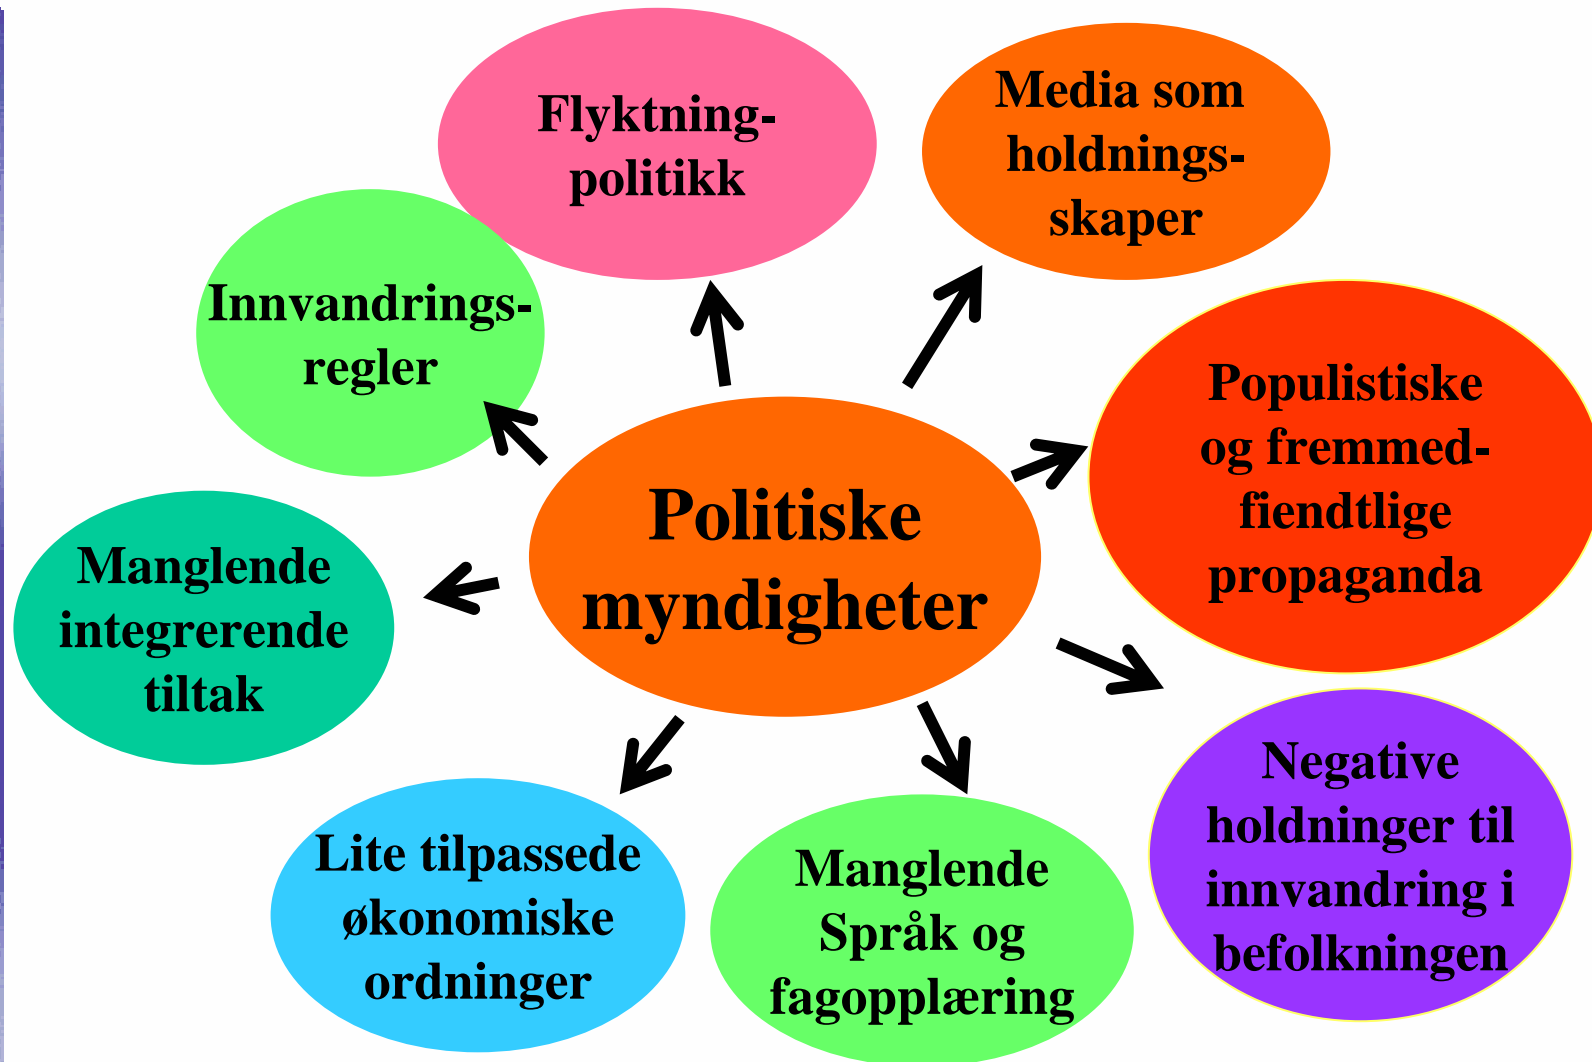 Flyktning-
politikk
Media som
holdnings-
skaper
Innvandrings-
regler
Populistiske
og fremmed-
fiendtlige
propaganda
Politiske
myndigheter
Manglende
integrerende
tiltak
Negative
holdninger til
innvandring i
befolkningen
Lite tilpassede
økonomiske
ordninger
Manglende
Språk og
fagopplæring